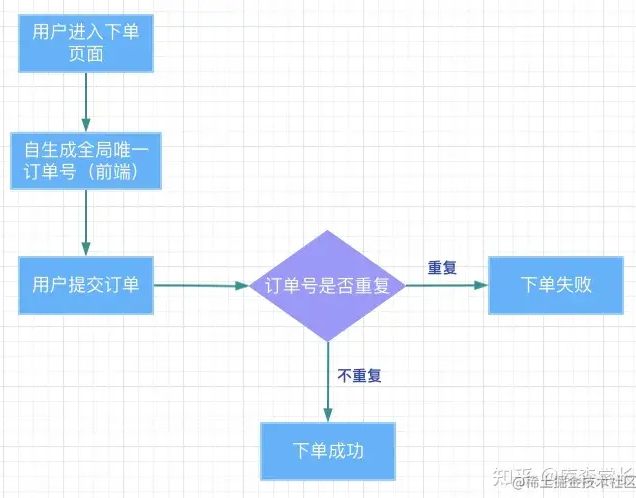 用户进入下单
页面
自生成全局唯一
订单号（前端）
用户提交订单
订单号是否重复
重复
下单失败
不重复
下单成功
知乎
@稀土掘金技术社区